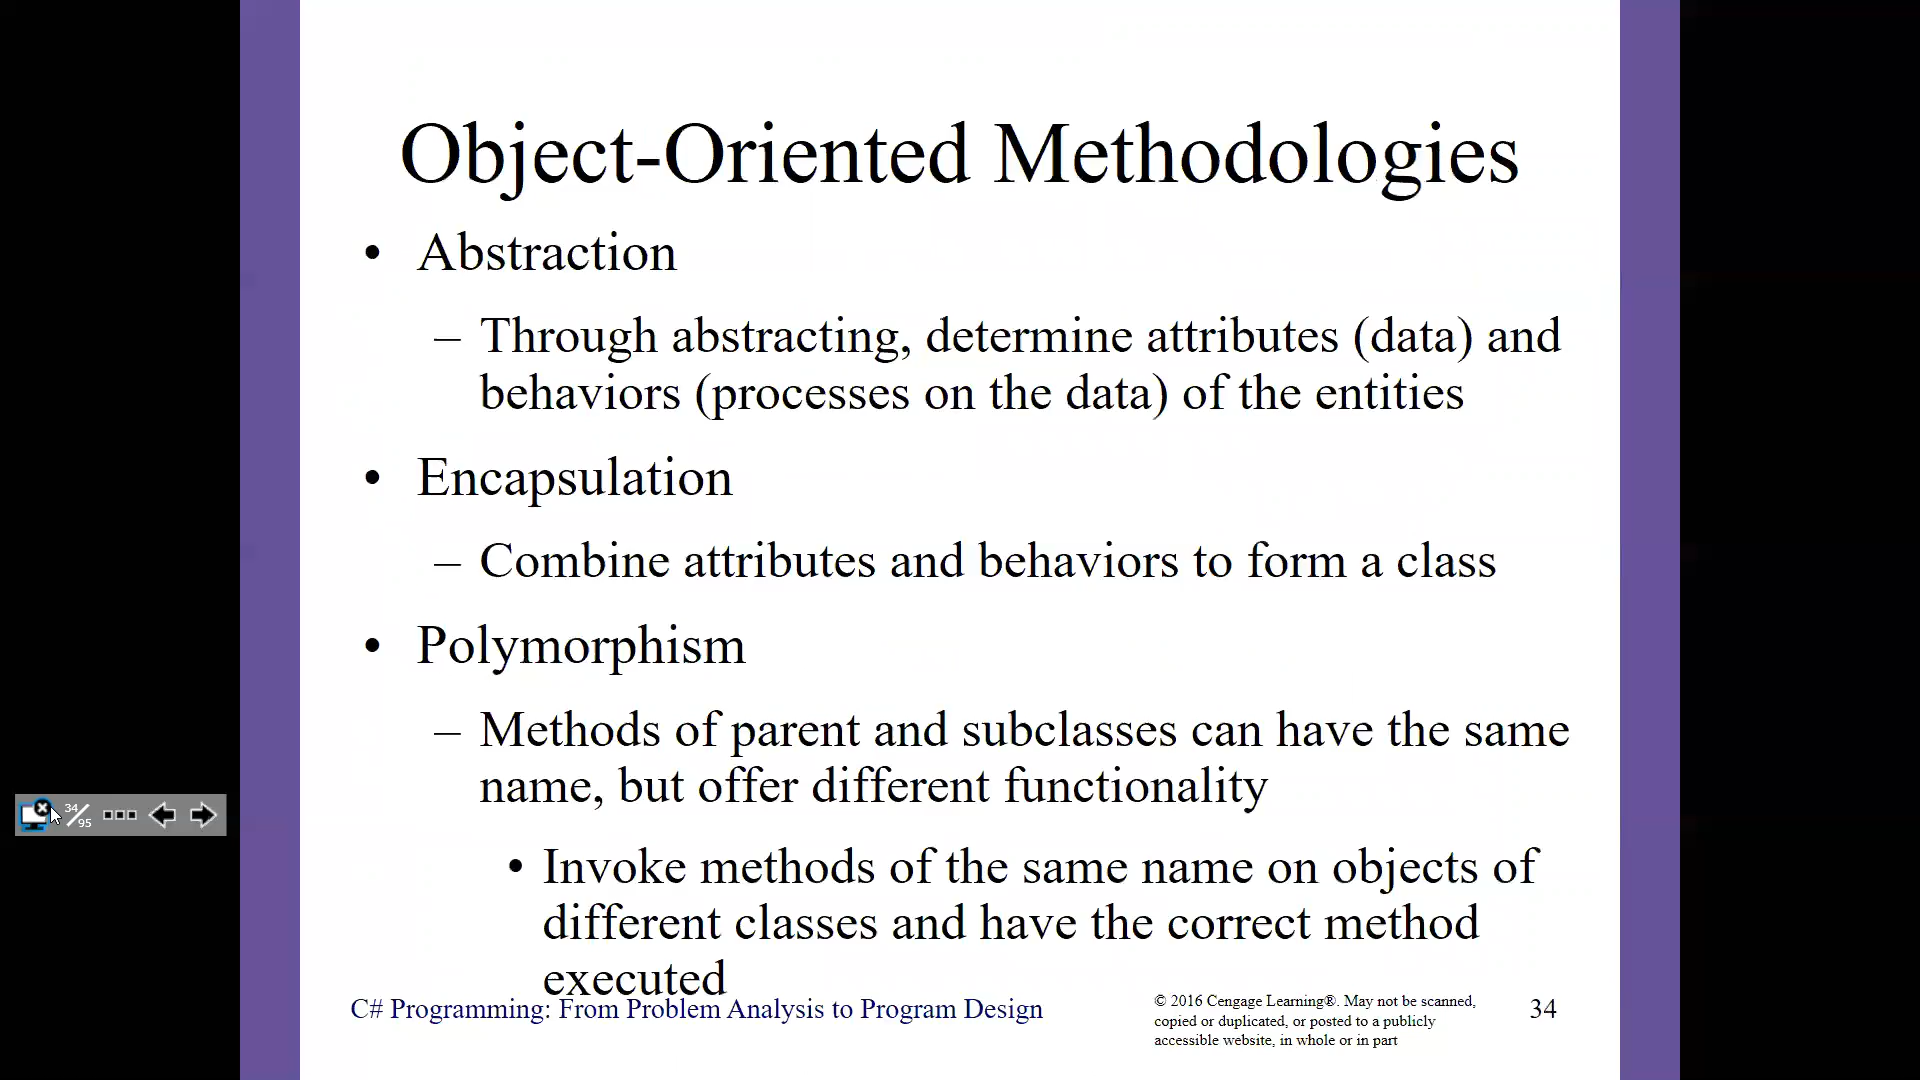 Object-Oriented Methodologies
• Abstraction
– Through abstracting, determine attributes (data) and
behaviors (processes on the data) of the entities
• Encapsulation
– Combine attributes and behaviors to form a class
• Polymorphism
– Methods of parent and subclasses can have the same
name, but offer different functionality
• Invoke methods of the same name on objects of
different classes and have the correct method
executed
34/95
C# Programming: From Problem Analysis to Program Design
© 2016 Cengage Learning®. May not be scanned,
copied or duplicated, or posted to a publicly
accessible website, in whole or in part
34